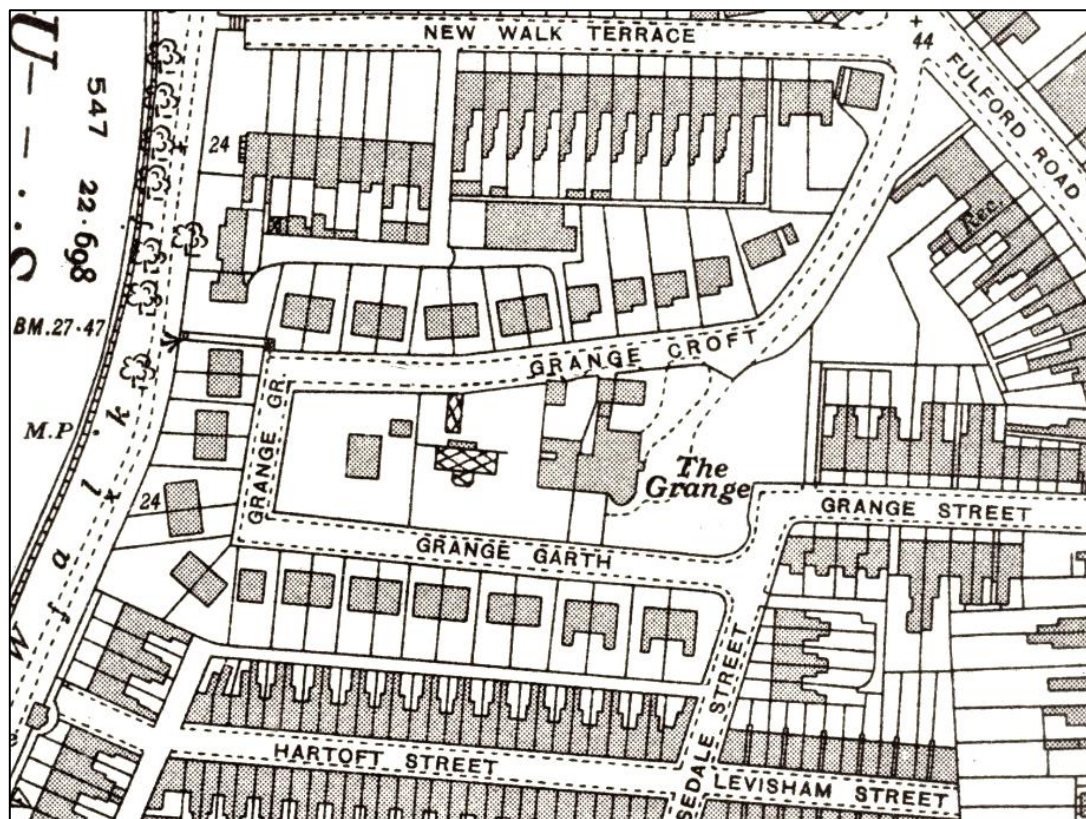 NEW WALK TERRACE
44
FULFORD ROAD
U - - . . S
547
22·698
24
Rec.
BM.27·47
GRANGE CROFT
GRANGE GR
M.P.
The
Grange
24
GRANGE STREET
GRANGE GARTH
HARTOFT STREET
SEDALE STREET
LEVISHAM STREET